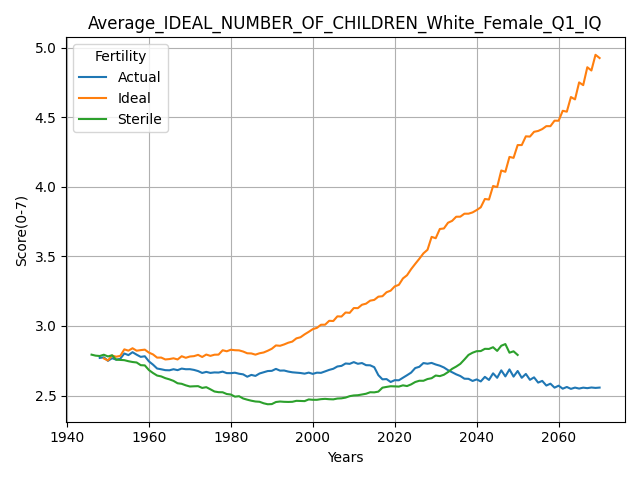 Average_IDEAL_NUMBER_OF_CHILDREN_White_Female_Q1_IQ
Fertility
Actual
Ideal
Sterile
Score(0-7)
5.0
4.5
4.0
3.5
3.0
2.5
1940 1960 1980 2000 2020 2040 2060
Years